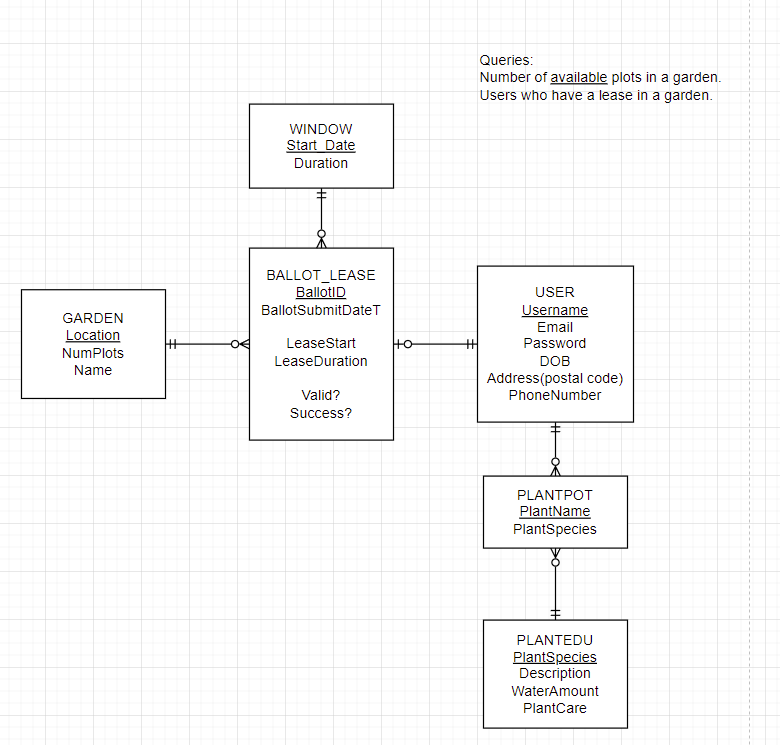 Queries:
Number of available plots in a garden.
Users who have a lease in a garden.
WINDOW
Start_Date
Duration
BALLOT_LEASE
BallotID
BallotSubmitDateT
LeaseStart
LeaseDuration
Valid?
Success?
GARDEN
Location
NumPlots
Name
USER
Username
Email
Password
DOB
Address(postal code)
PhoneNumber
PLANTPOT
PlantName
PlantSpecies
PLANTEDU
PlantSpecies
Description
WaterAmount
PlantCare